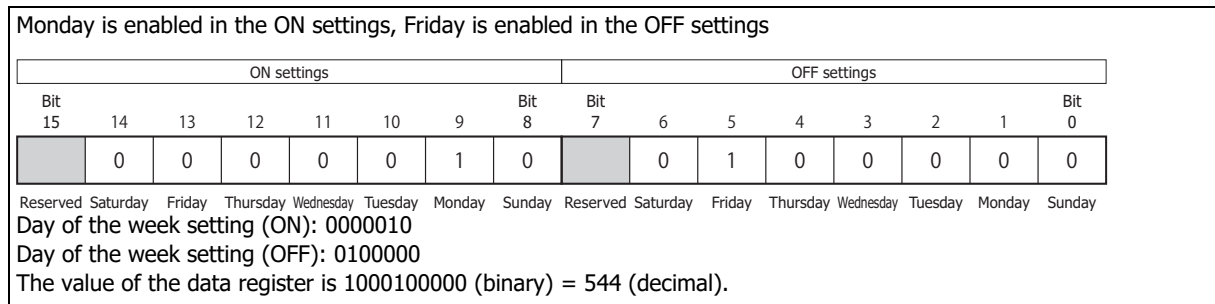 Monday is enabled in the ON settings, Friday is enabled in the OFF settings
ON settings OFF settings
Bit Bit Bit Bit
15 14 13 12 11 10 9 8 7 6 5 4 3 2 1 0
0 0 0 0 0 1 0 0 1 0 0 0 0 0
Reserved Saturday Friday Thursday Wednesday Tuesday Monday Sunday Reserved Saturday Friday Thursday Wednesday Tuesday Monday Sunday
Day of the week setting (ON): 0000010
Day of the week setting (OFF): 0100000
The value of the data register is 1000100000 (binary) = 544 (decimal).